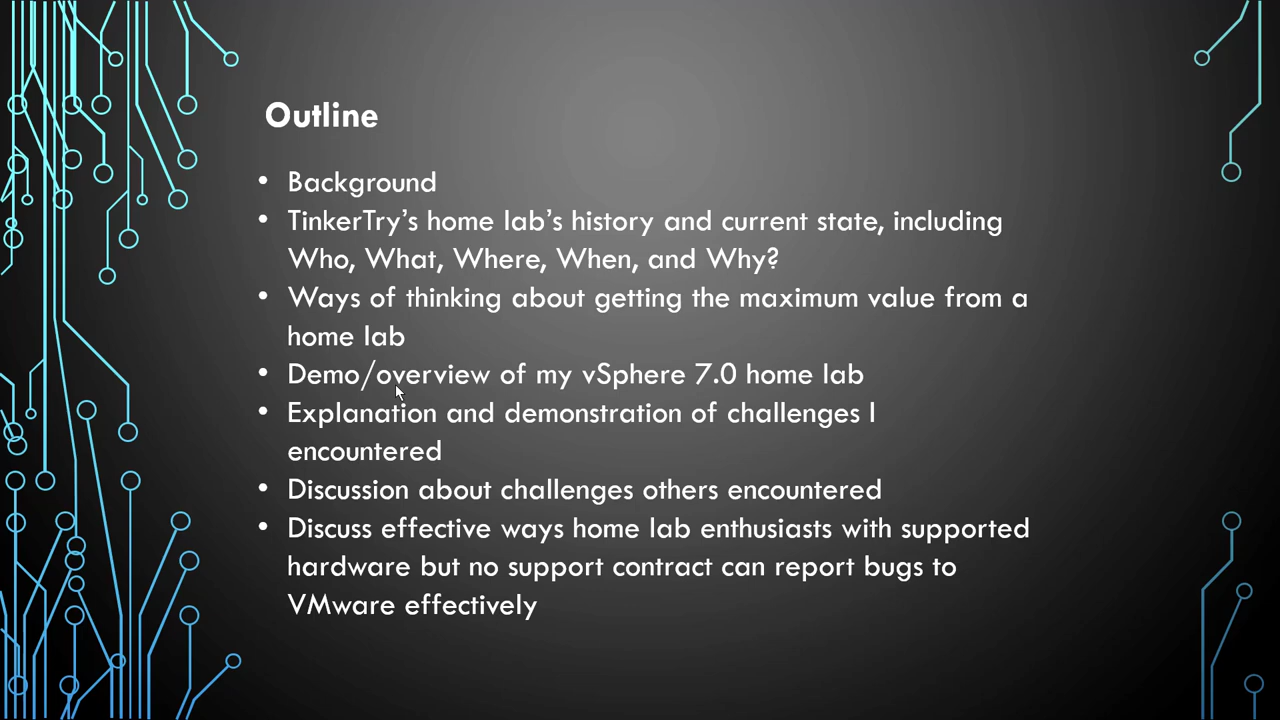 Outline
• Background
• TinkerTry’s home lab’s history and current state, including
Who, What, Where, When, and Why?
• Ways of thinking about getting the maximum value from a
home lab
• Demo/overview of my vSphere 7.0 home lab
• Explanation and demonstration of challenges I
encountered
• Discussion about challenges others encountered
• Discuss effective ways home lab enthusiasts with supported
hardware but no support contract can report bugs to
VMware effectively